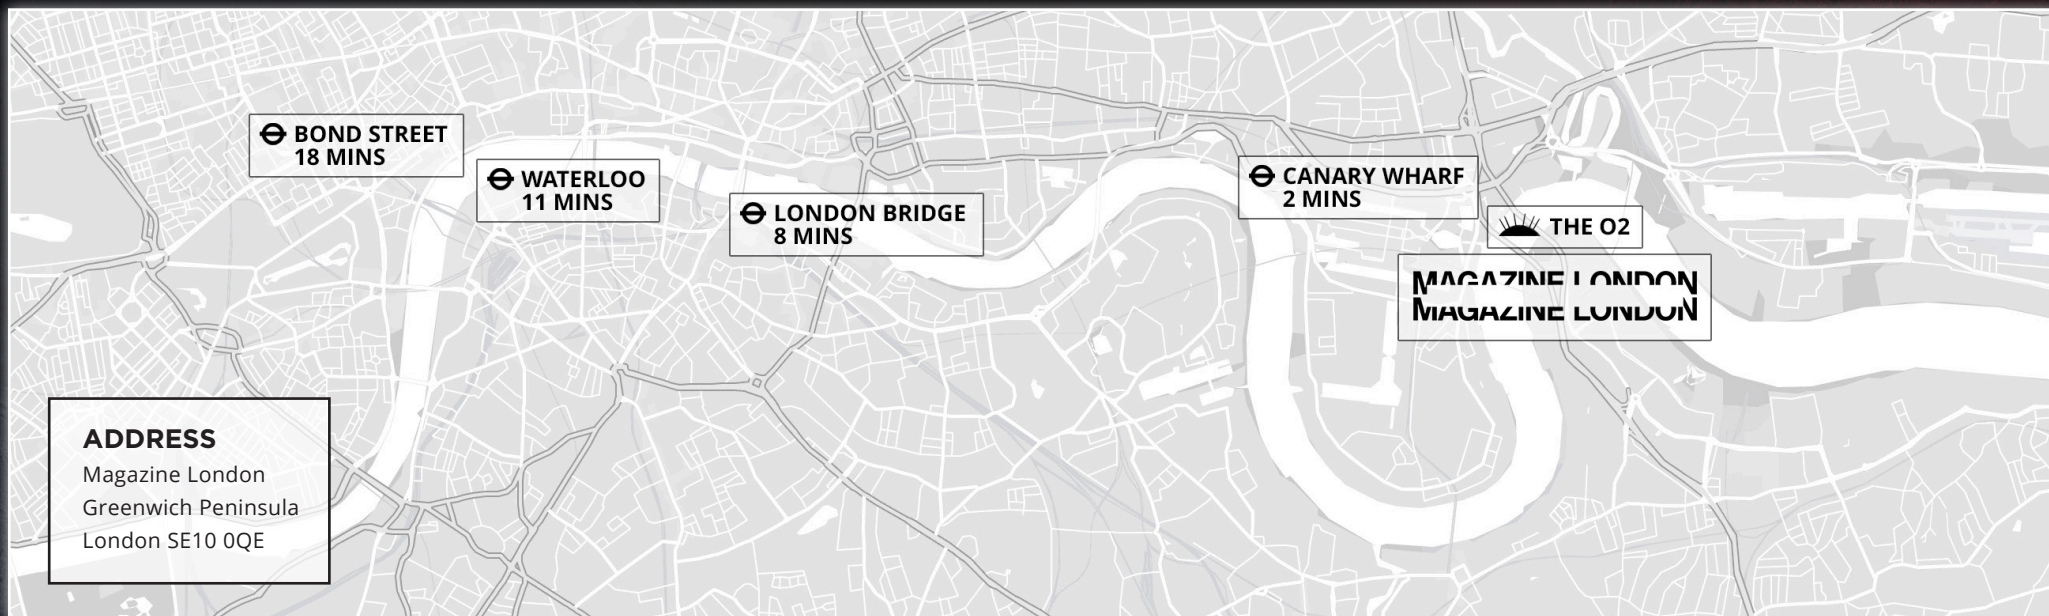 BOND STREET
18 MINS
WATERLOO
11 MINS
LONDON BRIDGE
8 MINS
CANARY WHARF
2 MINS
THE O2
MAGAZINE LONDON
MAGAZINE LONDON
ADDRESS
Magazine London
Greenwich Peninsula
London SE10 0QE